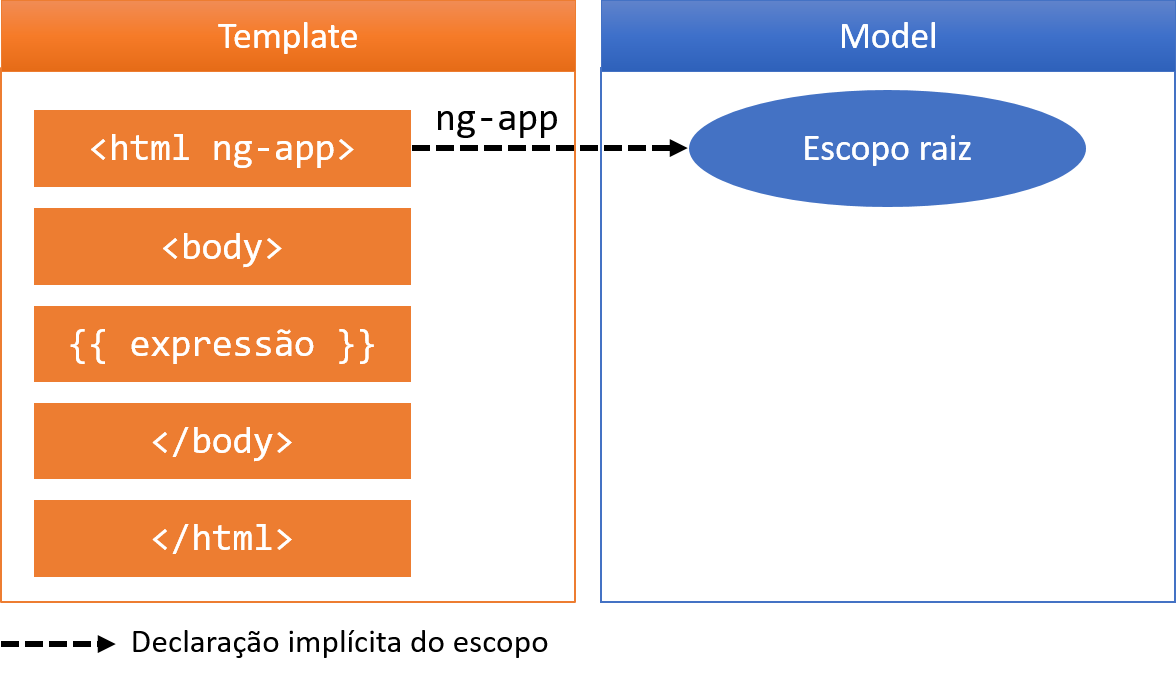 Template
<html ng-app>
<body>
{{ expressão }}
</body>
</html>
ng-app
Model
Escopo raiz
Declaração implícita do escopo